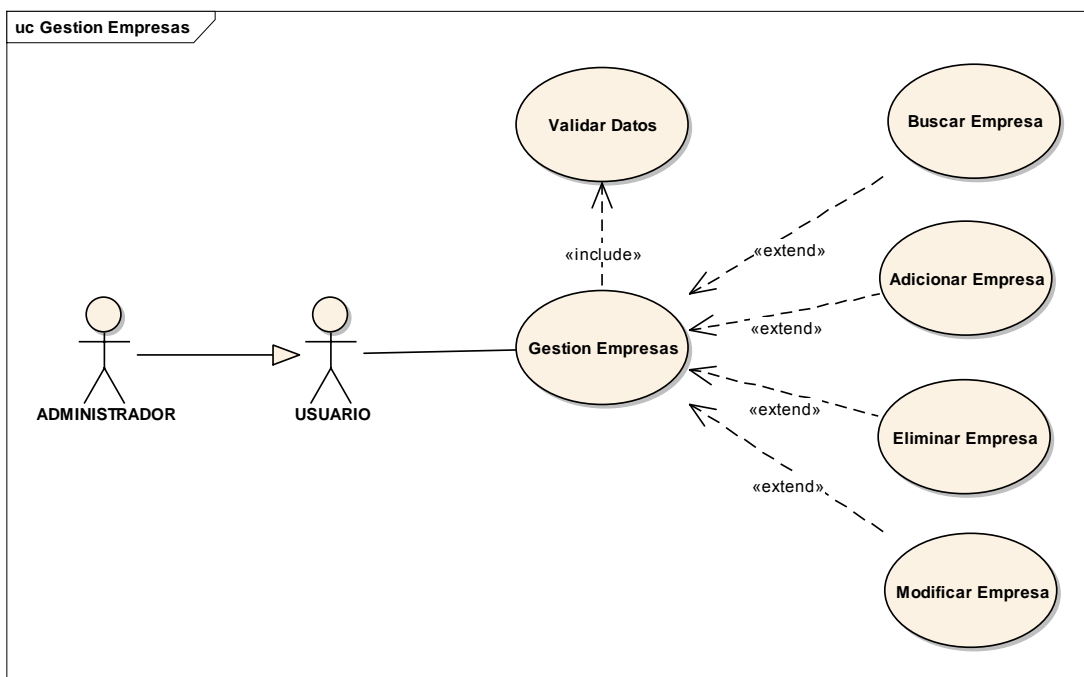 uc Gestion Empresas
Validar Datos
Buscar Empresa
«extend»
«include»
Adicionar Empresa
«extend»
Gestion Empresas
ADMINISTRADOR
USUARIO
«extend»
Eliminar Empresa
«extend»
Modificar Empresa